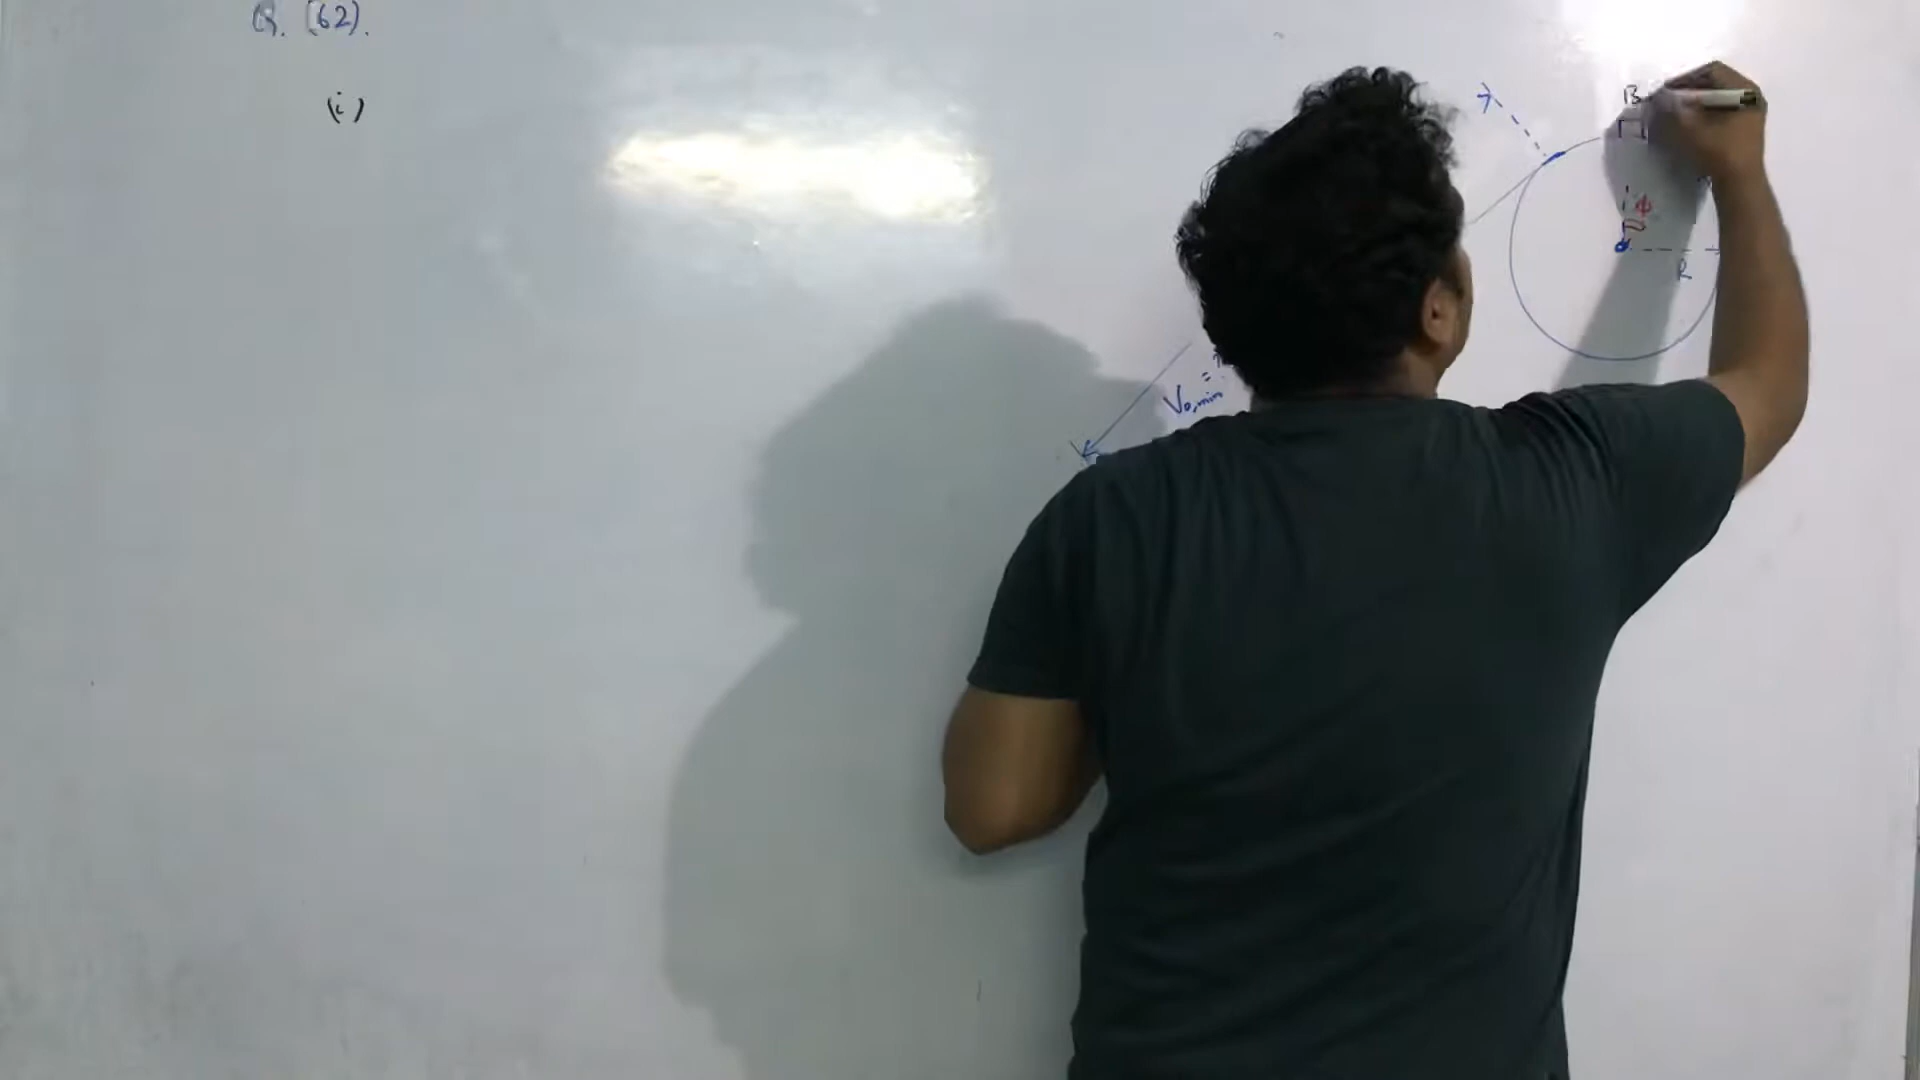 Q. (62).
(i)
B
ϕ
R
= ?
V₀,min